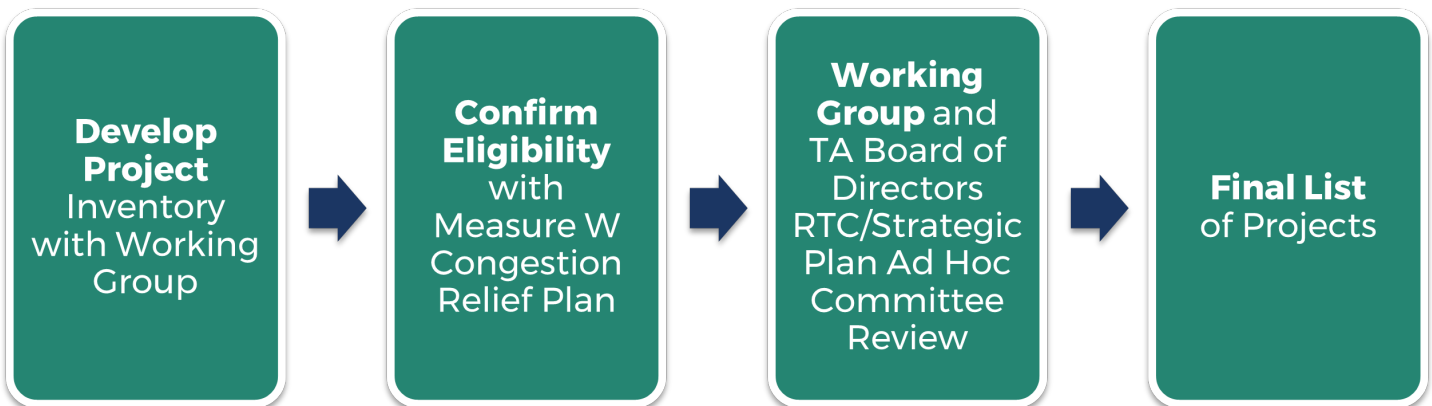 Develop
Project
Inventory
with Working
Group
Confirm
Eligibility
with
Measure W
Congestion
Relief Plan
Working
Group and
TA Board of
Directors
RTC/Strategic
Plan Ad Hoc
Committee
Review
Final List
of Projects